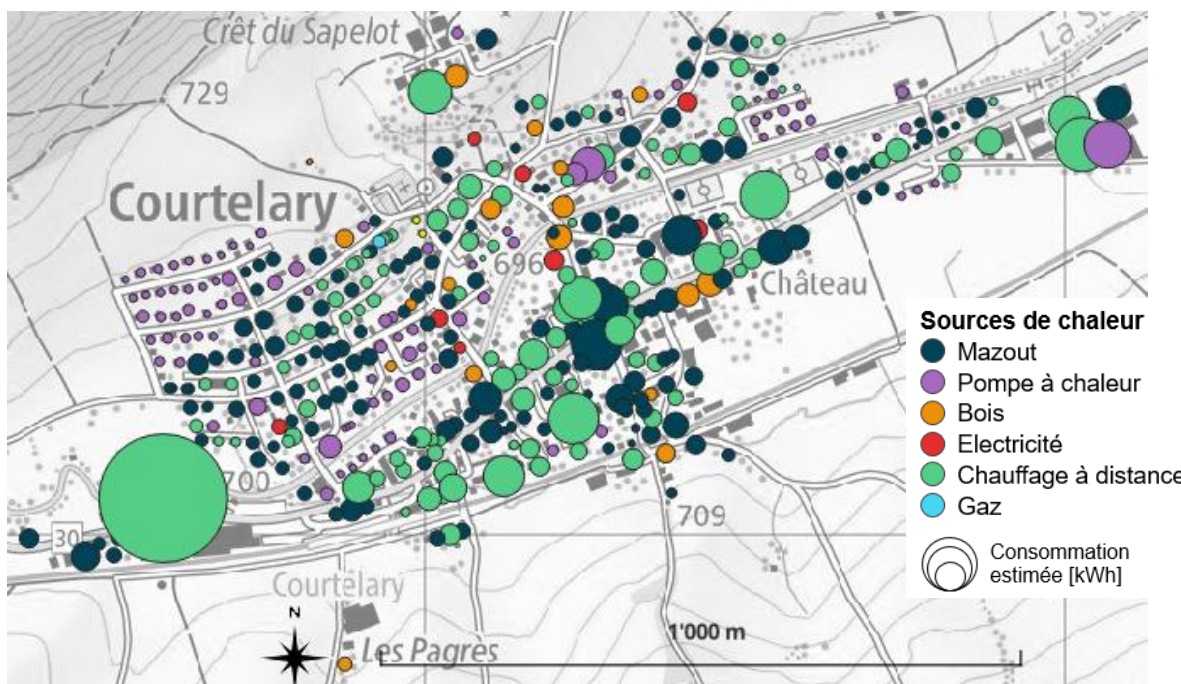 Crêt du Sapelot
729
Courtelary
696
Château
Sources de chaleur
Mazout
Pompe à chaleur
Bois
Electricité
Chauffage à distance
Gaz
700
30
709
Consommation
estimée [kWh]
Courtelary
N
Les Pagres
1'000 m